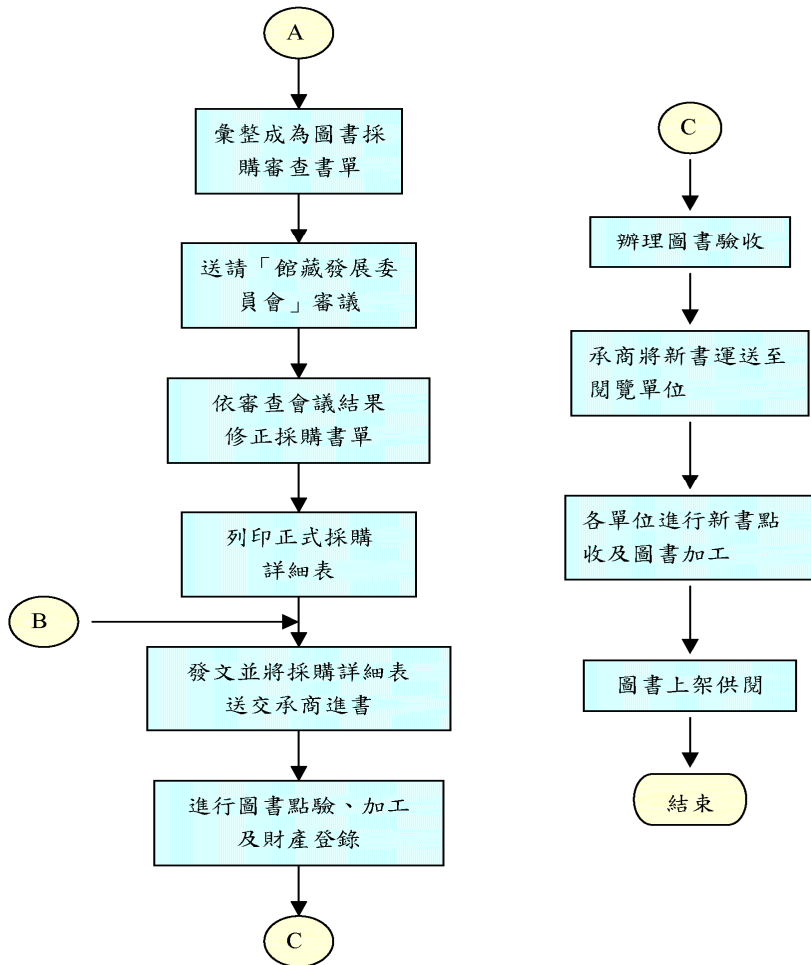 A
彙整成為圖書採
購審查書單
送請「館藏發展委
員會」審議
依審查會議結果
修正採購書單
列印正式採購
詳細表
B
發文並將採購詳細表
送交承商進書
進行圖書點驗、加工
及財產登錄
C
C
辦理圖書驗收
承商將新書運送至
閱覽單位
各單位進行新書點
收及圖書加工
圖書上架供閱
結束